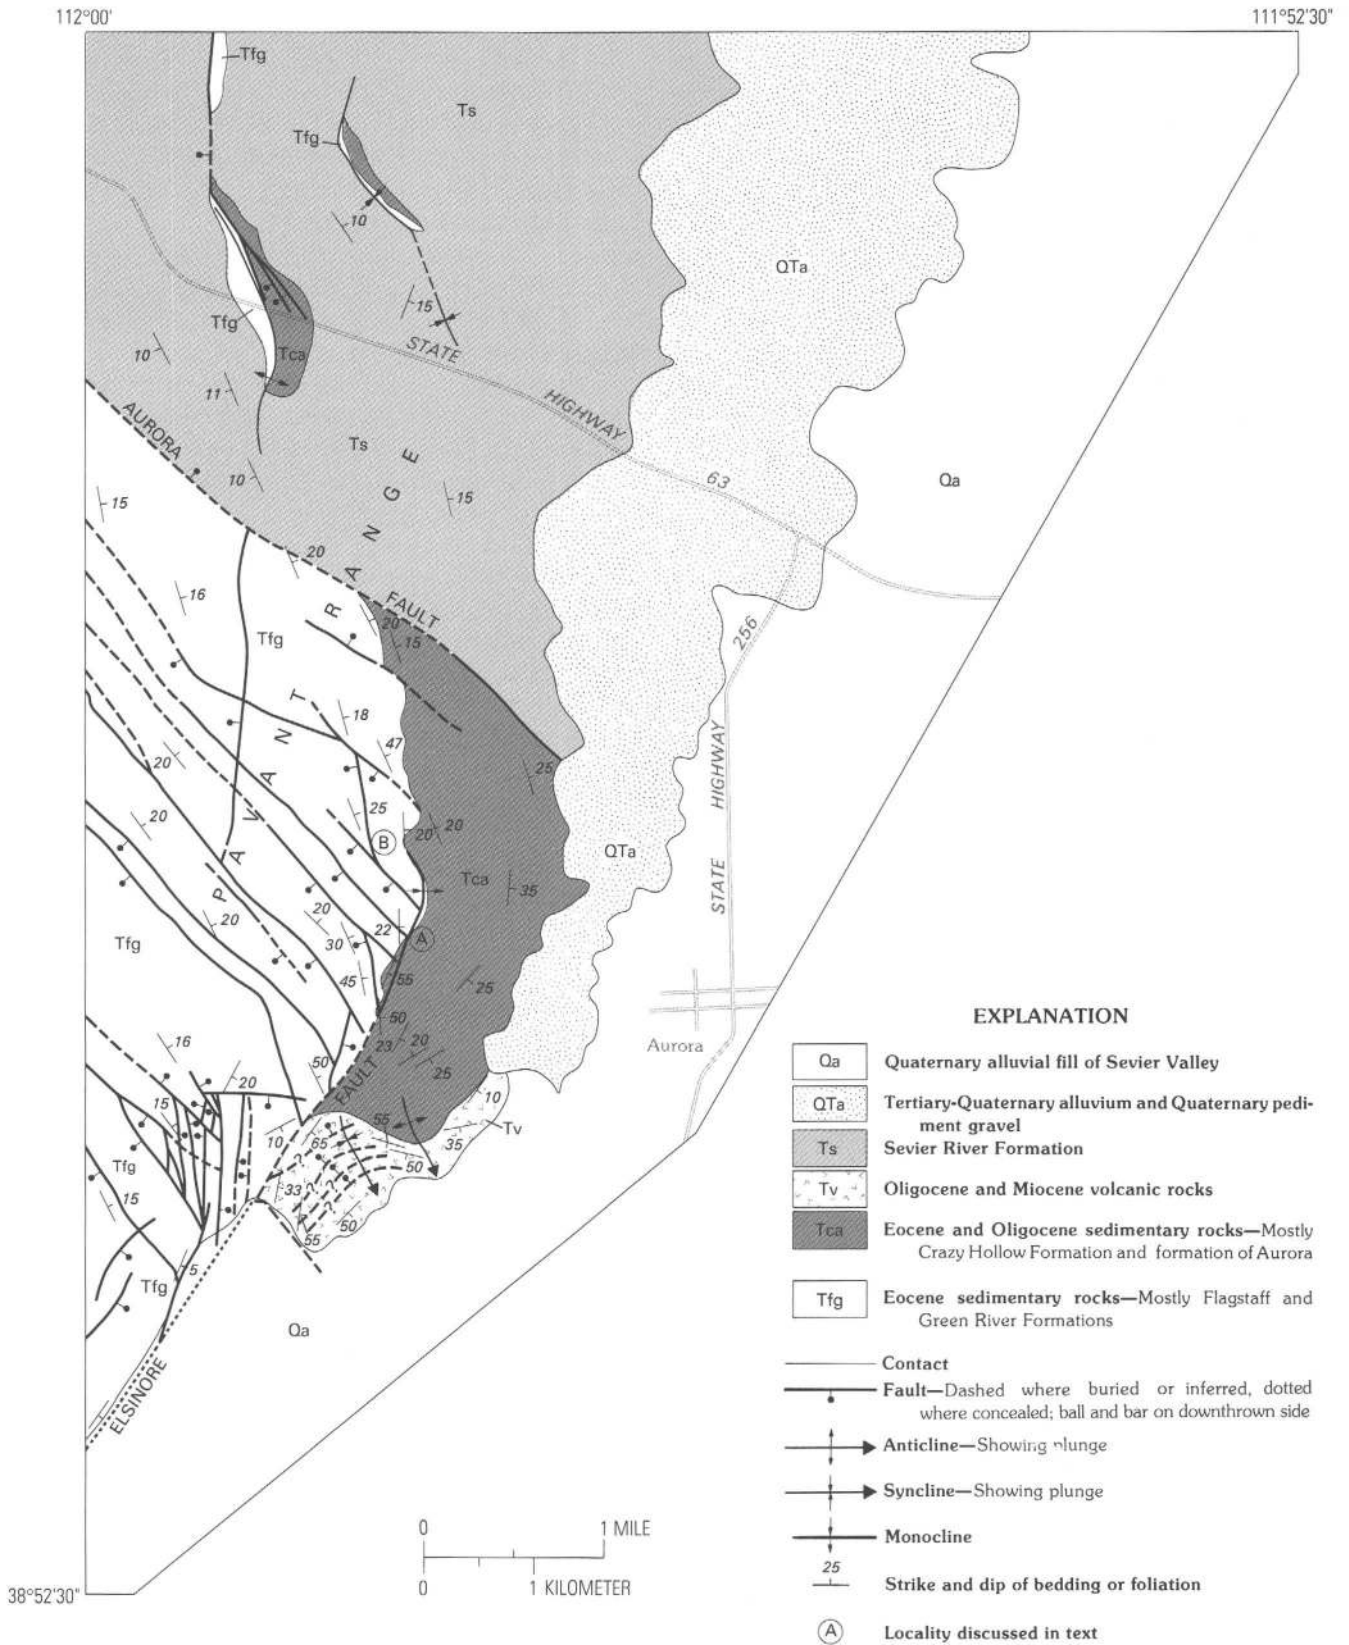 112°00'
111°52'30"
Tfg
Ts
Tfg
10
QTa
15
Tfg
STATE
10
Tca
11
HIGHWAY
AURORA
Ts
63
Qa
10
15
15
20
16
FAULT
20
15
256
Tfg
PAVANT RANGE
18
47
20
25
HIGHWAY
25
20
20
20
B
QTa
Tca
35
STATE
20
20
22
A
Tfg
30
45
55
25
50
EXPLANATION
16
23
20
Aurora
50
25
FAULT
Qa
Quaternary alluvial fill of Sevier Valley
20
15
10
QTa
Tertiary-Quaternary alluvium and Quaternary pedi-
ment gravel
10
65
55
35
Tv
Ts
Sevier River Formation
Tfg
50
15
33
Tv
Oligocene and Miocene volcanic rocks
50
55
Tca
Eocene and Oligocene sedimentary rocks—Mostly
Crazy Hollow Formation and formation of Aurora
5
Tfg
Tfg
Eocene sedimentary rocks—Mostly Flagstaff and
Green River Formations
Qa
Contact
ELSINORE
Fault—Dashed where buried or inferred, dotted
where concealed; ball and bar on downthrown side
Anticline—Showing plunge
Syncline—Showing plunge
0 1 MILE
Monocline
0 1 KILOMETER
25
Strike and dip of bedding or foliation
38°52'30"
A
Locality discussed in text